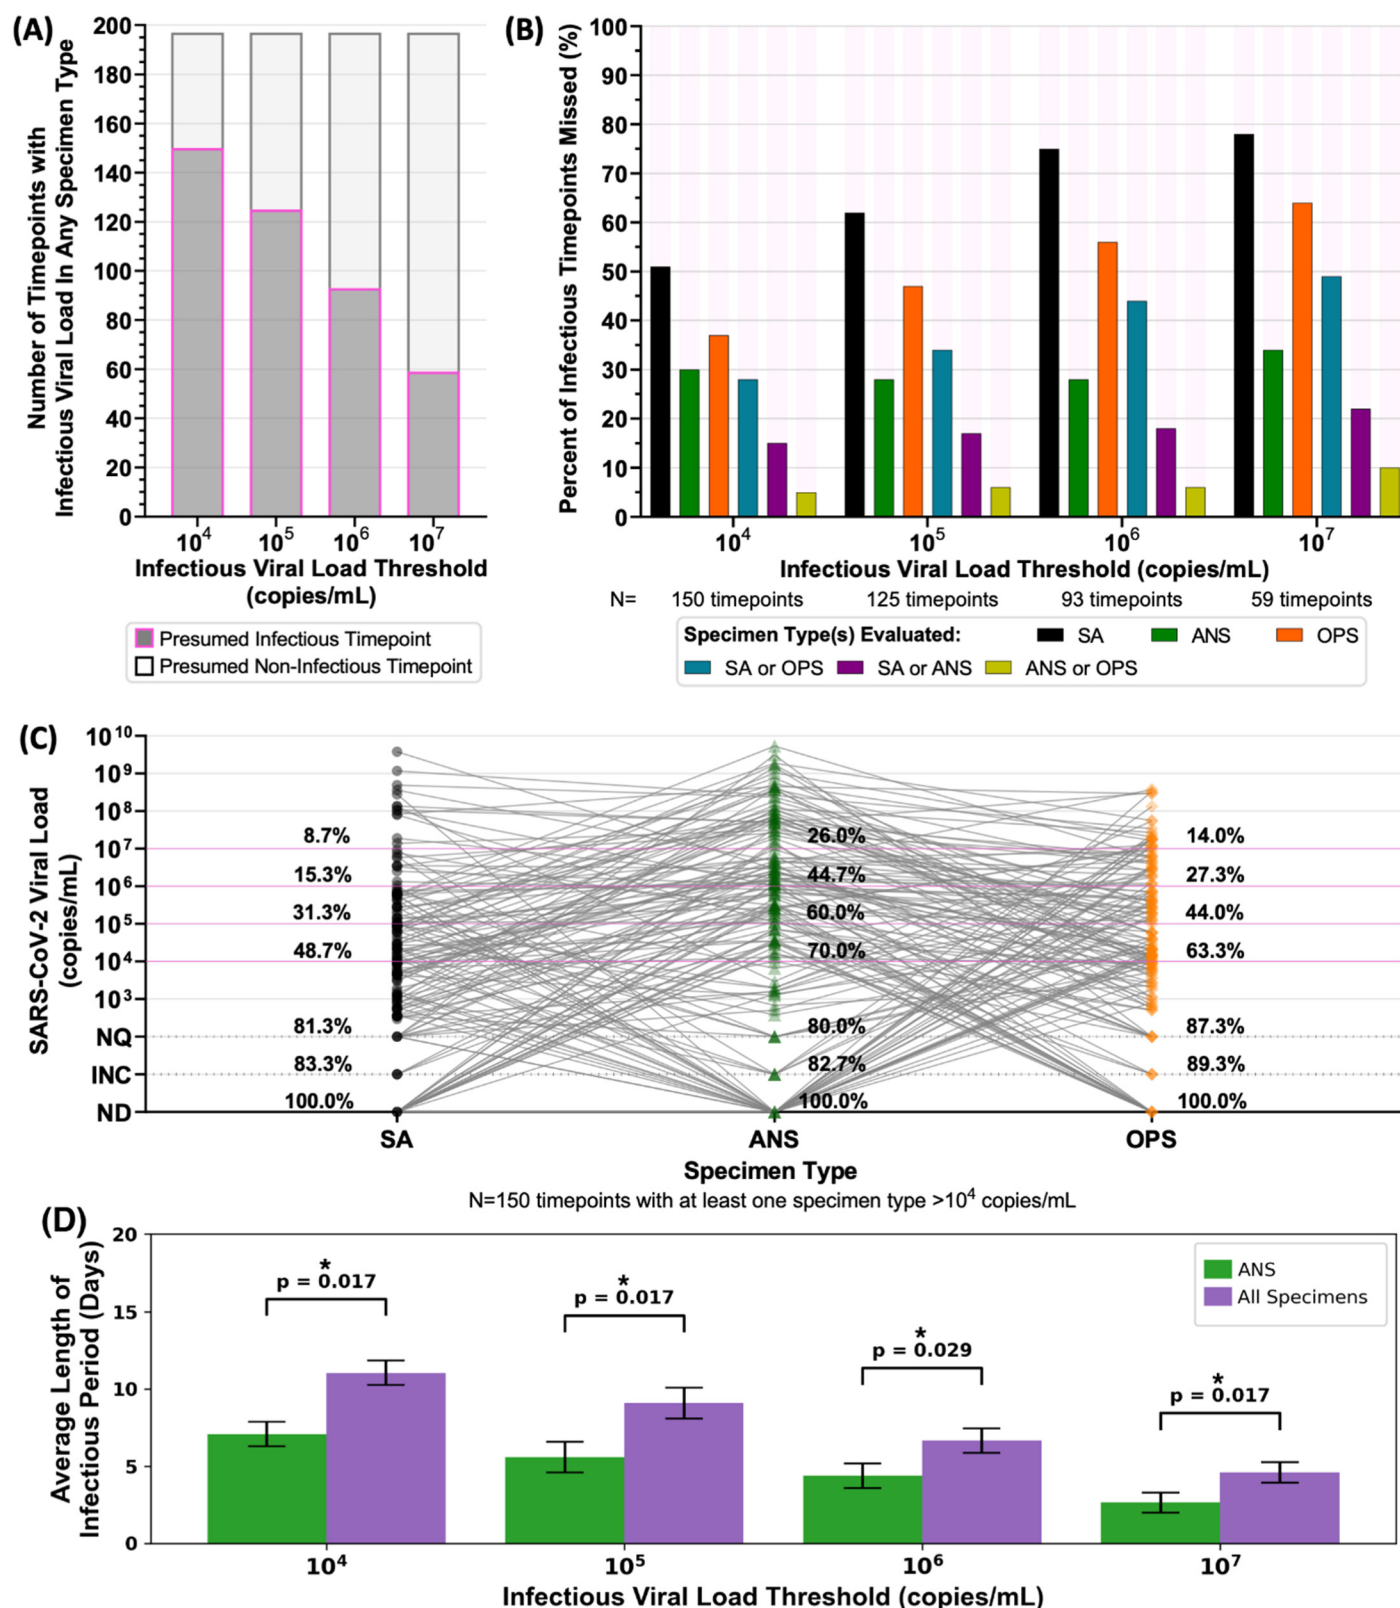 (A)
Number of Timepoints with
Infectious Viral Load In Any Specimen Type
200
180
160
140
120
100
80
60
40
20
0
10⁴ 10⁵ 10⁶ 10⁷
Infectious Viral Load Threshold
(copies/mL)
Presumed Infectious Timepoint
Presumed Non-Infectious Timepoint
(B)
Percent of Infectious Timepoints Missed (%)
100
90
80
70
60
50
40
30
20
10
0
10⁴ 10⁵ 10⁶ 10⁷
Infectious Viral Load Threshold (copies/mL)
N= 150 timepoints 125 timepoints 93 timepoints 59 timepoints
Specimen Type(s) Evaluated: SA ANS OPS
SA or OPS SA or ANS ANS or OPS
(C)
SARS-CoV-2 Viral Load
(copies/mL)
10¹⁰
10⁹
10⁸
8.7% 26.0% 14.0%
10⁷
15.3% 44.7% 27.3%
10⁶
31.3% 60.0% 44.0%
10⁵
48.7% 70.0% 63.3%
10⁴
10³
81.3% 80.0% 87.3%
NQ
83.3% 82.7% 89.3%
INC
100.0% 100.0% 100.0%
ND
SA ANS OPS
Specimen Type
N=150 timepoints with at least one specimen type >10⁴ copies/mL
(D)
Average Length of
Infectious Period (Days)
20
15
10
5
0
*
p = 0.017
*
p = 0.017
*
p = 0.029
*
p = 0.017
ANS
All Specimens
10⁴ 10⁵ 10⁶ 10⁷
Infectious Viral Load Threshold (copies/mL)